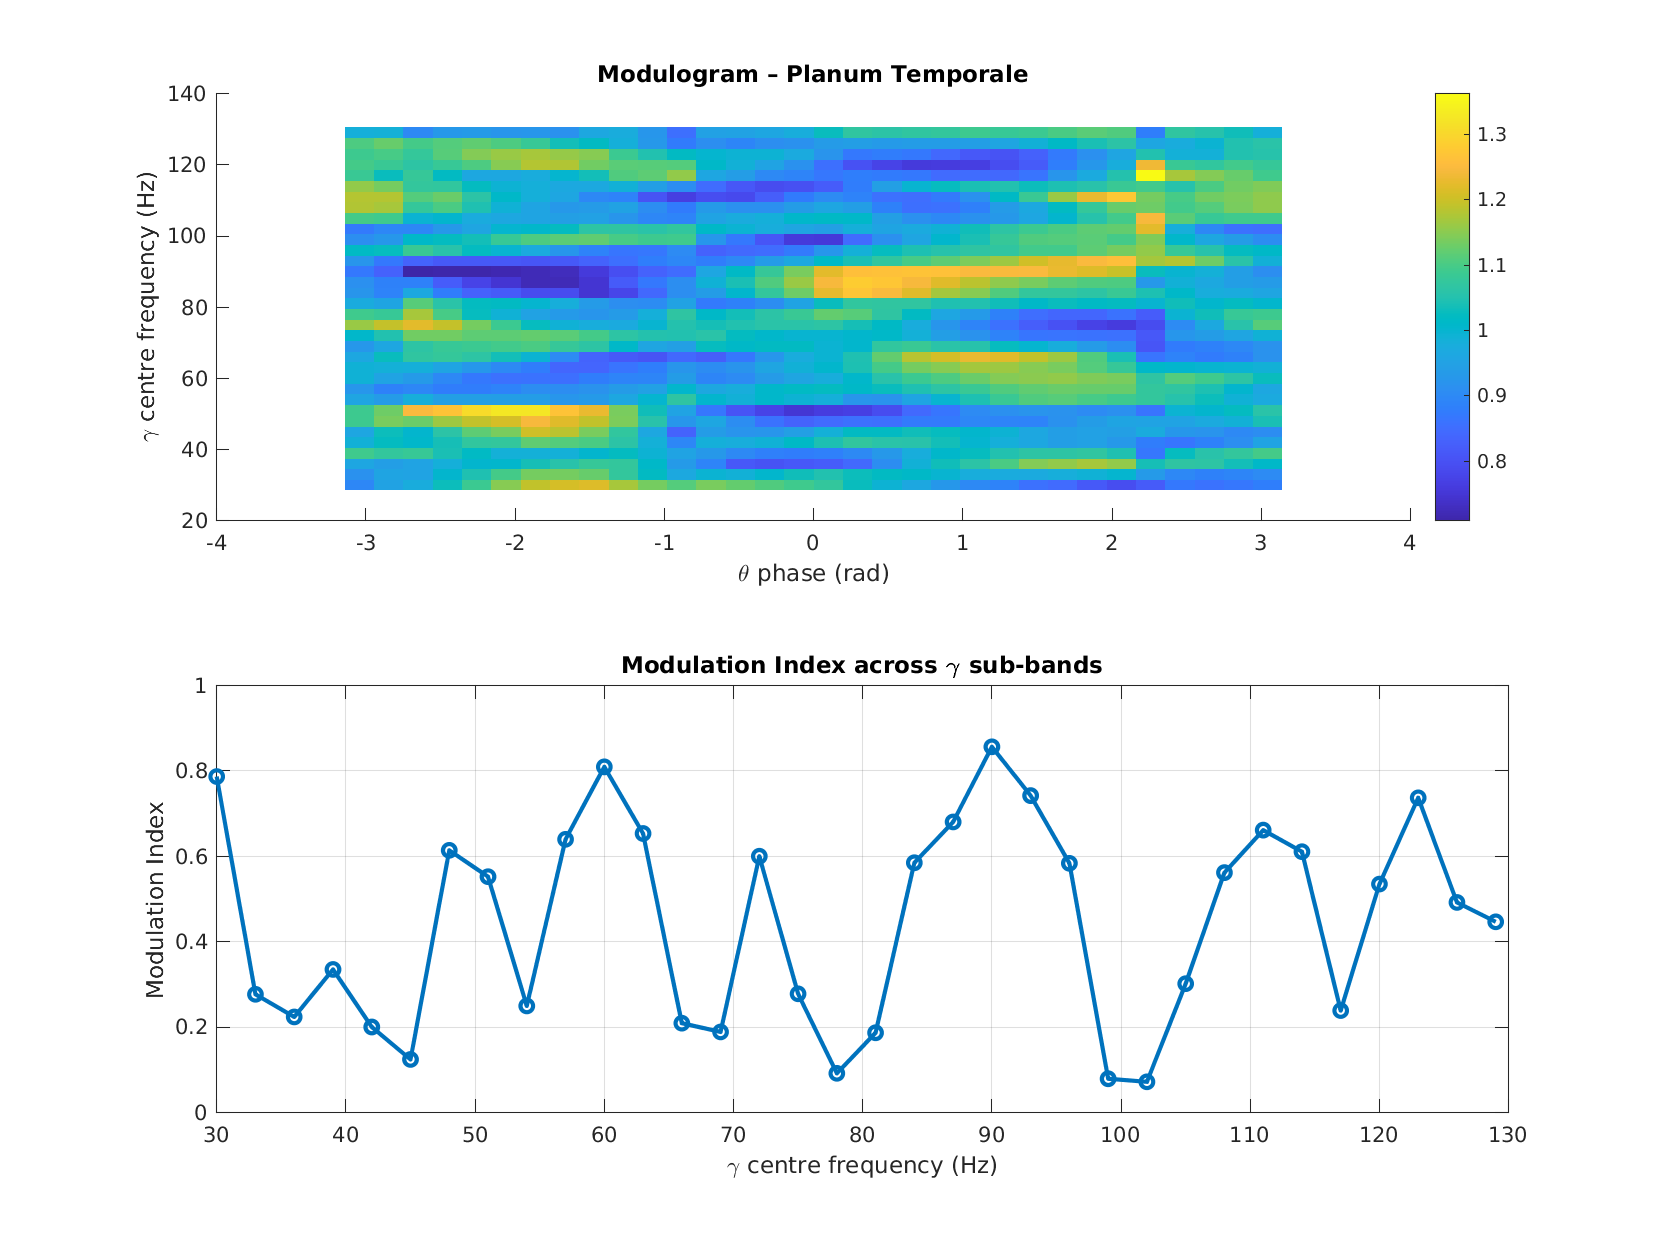 Modulogram – Planum Temporale
γ centre frequency (Hz)
140
120
100
80
60
40
20
-4 -3 -2 -1 0 1 2 3 4
θ phase (rad)
1.3
1.2
1.1
1
0.9
0.8
Modulation Index across γ sub-bands
Modulation Index
1
0.8
0.6
0.4
0.2
0
30 40 50 60 70 80 90 100 110 120 130
γ centre frequency (Hz)